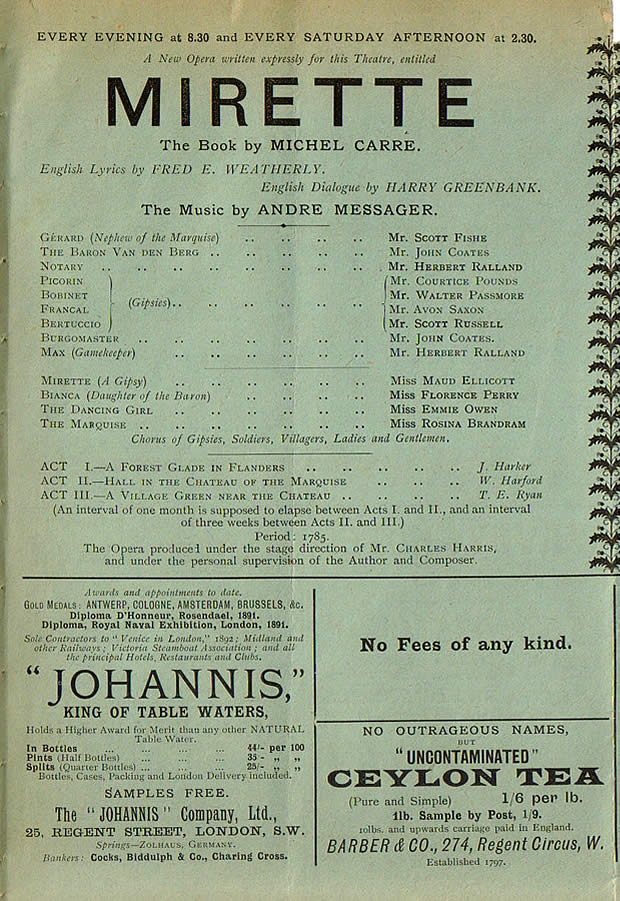 EVERY EVENING at 8.30 and EVERY SATURDAY AFTERNOON at 2.30.
A New Opera written expressly for this Theatre, entitled
MIRETTE
The Book by MICHEL CARRE.
English Lyrics by FRED E. WEATHERLY.
English Dialogue by HARRY GREENBANK.
The Music by ANDRE MESSAGER.
GÉRARD (Nephew of the Marquise) .. .. .. .. Mr. SCOTT FISHE
THE BARON VAN DEN BERG .. .. .. .. .. Mr. JOHN COATES
NOTARY .. .. .. .. .. .. .. .. Mr. HERBERT RALLAND
PICORIN Mr. COURTICE POUNDS
BOBINET Mr. WALTER PASSMORE
(Gipsies).. .. .. .. ..
FRANCAL Mr. AVON SAXON
BERTUCCIO Mr. SCOTT RUSSELL
BURGOMASTER .. .. .. .. .. .. Mr. JOHN COATES.
MAX (Gamekeeper) .. .. .. .. .. Mr. HERBERT RALLAND
MIRETTE (A Gipsy) .. .. .. .. .. Miss MAUD ELLICOTT
BIANCA (Daughter of the Baron) .. .. .. .. Miss FLORENCE PERRY
THE DANCING GIRL .. .. .. .. .. Miss EMMIE OWEN
THE MARQUISE .. .. .. .. .. .. Miss ROSINA BRANDRAM
Chorus of Gipsies, Soldiers, Villagers, Ladies and Gentlemen.
ACT I.—A FOREST GLADE IN FLANDERS .. .. .. .. .. J. Harker
ACT II.—HALL IN THE CHATEAU OF THE MARQUISE .. .. .. W. Harford
ACT III.—A VILLAGE GREEN NEAR THE CHATEAU .. .. .. .. T. E. Ryan
(An interval of one month is supposed to elapse between Acts I. and II., and an interval
of three weeks between Acts II. and III.)
Period: 1785.
The Opera produced under the stage direction of Mr. CHARLES HARRIS,
and under the personal supervision of the Author and Composer.
Awards and appointments to date.
GOLD MEDALS: ANTWERP, COLOGNE, AMSTERDAM, BRUSSELS, &c.
Diploma D'Honneur, Rosendael, 1891.
Diploma, Royal Naval Exhibition, London, 1891.
Sole Contractors to "Venice in London," 1892; Midland and
other Railways; Victoria Steamboat Association; and all
the principal Hotels, Restaurants and Clubs.
"JOHANNIS,"
KING OF TABLE WATERS,
Holds a Higher Award for Merit than any other NATURAL
Table Water.
In Bottles ... ... ... ... 44/- per 100
Pints (Half Bottles) ... ... ... 35/- „ „
Splits (Quarter Bottles) ... ... ... 25/- „ „
Bottles, Cases, Packing and London Delivery included.
SAMPLES FREE.
The "JOHANNIS" Company, Ltd.,
25, REGENT STREET, LONDON, S.W.
Springs—ZOLHAUS, GERMANY.
Bankers: Cocks, Biddulph & Co., Charing Cross.
No Fees of any kind.
NO OUTRAGEOUS NAMES,
BUT
"UNCONTAMINATED"
CEYLON TEA
(Pure and Simple) 1/6 per lb.
1lb. Sample by Post, 1/9.
10lbs. and upwards carriage paid in England.
BARBER & CO., 274, Regent Circus, W.
Established 1797.